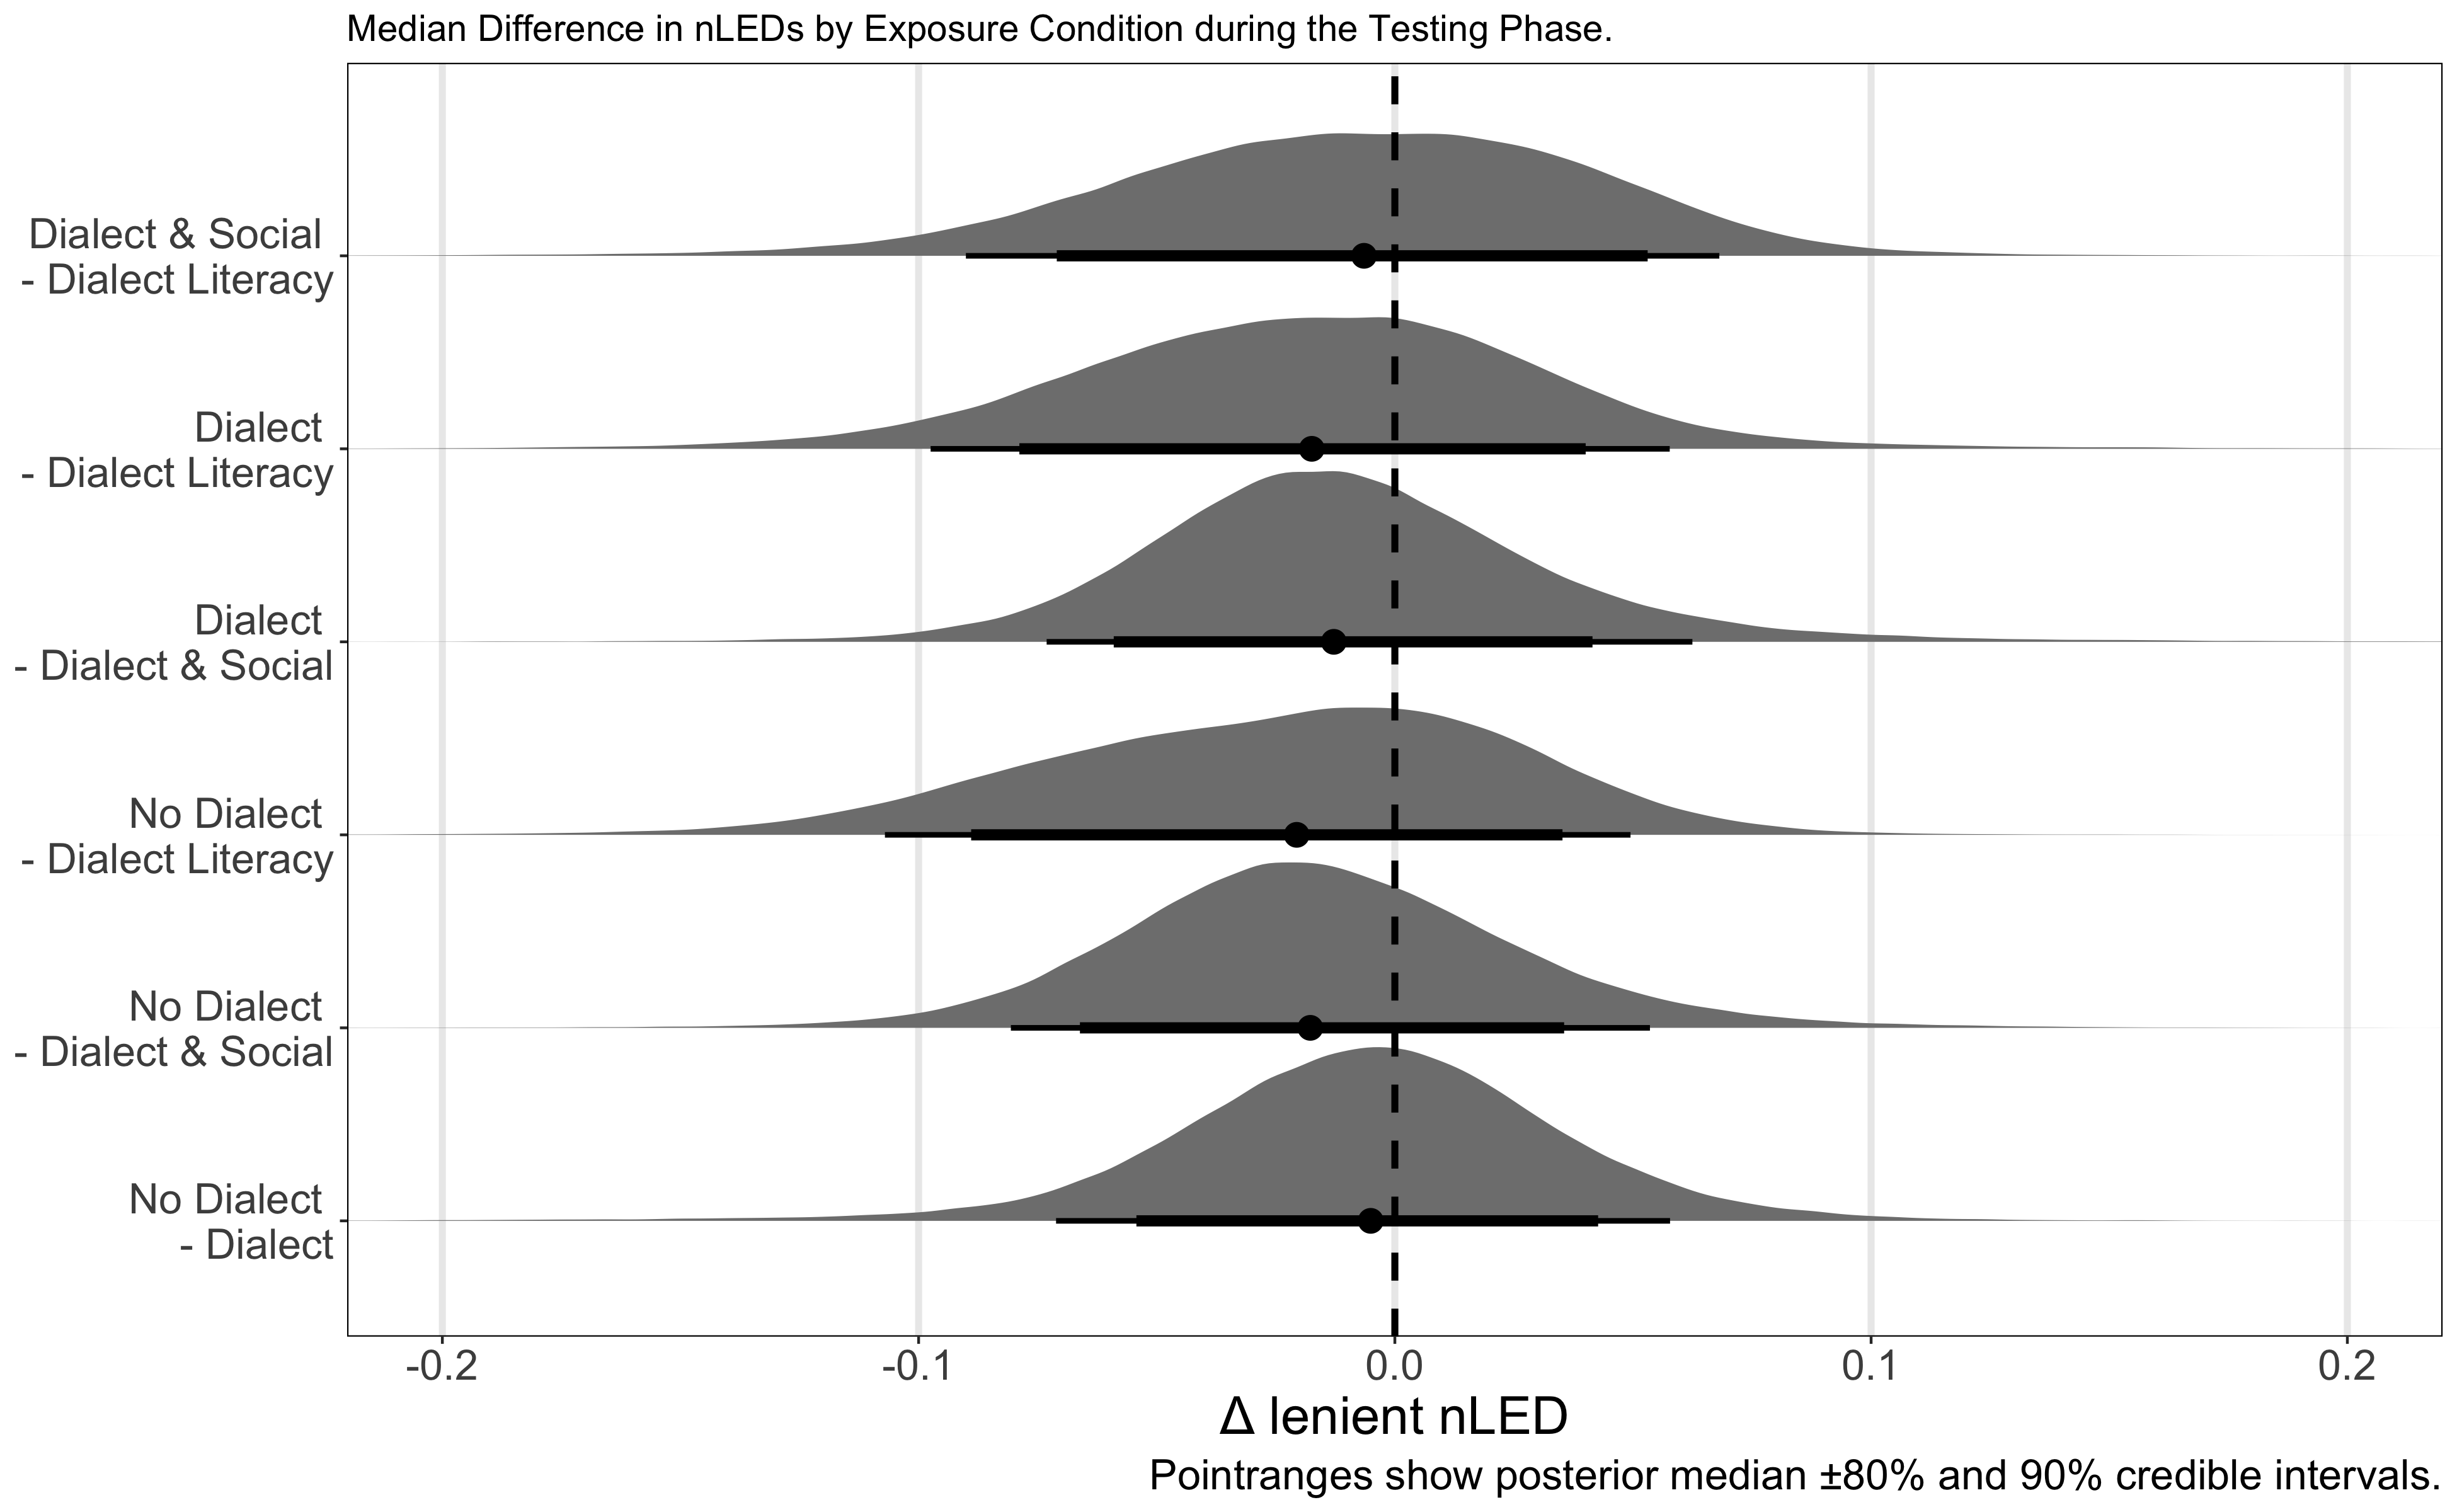 Median Difference in nLEDs by Exposure Condition during the Testing Phase.
Dialect & Social
- Dialect Literacy
Dialect
- Dialect Literacy
Dialect
- Dialect & Social
No Dialect
- Dialect Literacy
No Dialect
- Dialect & Social
No Dialect
- Dialect
-0.2 -0.1 0.0 0.1 0.2
Δ lenient nLED
Pointranges show posterior median ±80% and 90% credible intervals.